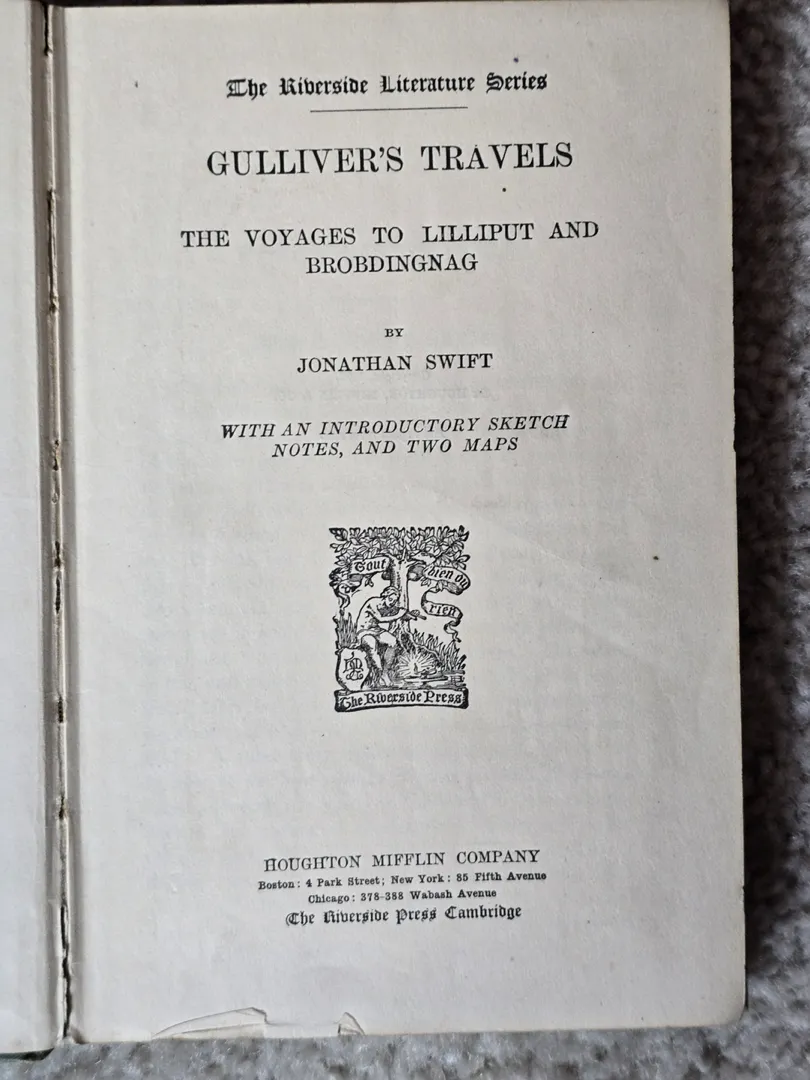 The Riverside Literature Series
GULLIVER'S TRAVELS
THE VOYAGES TO LILLIPUT AND
BROBDINGNAG
BY
JONATHAN SWIFT
WITH AN INTRODUCTORY SKETCH
NOTES, AND TWO MAPS
Tout
bien ou
rien
The Riverside Press
HOUGHTON MIFFLIN COMPANY
Boston: 4 Park Street; New York: 85 Fifth Avenue
Chicago: 378-388 Wabash Avenue
The Riverside Press Cambridge